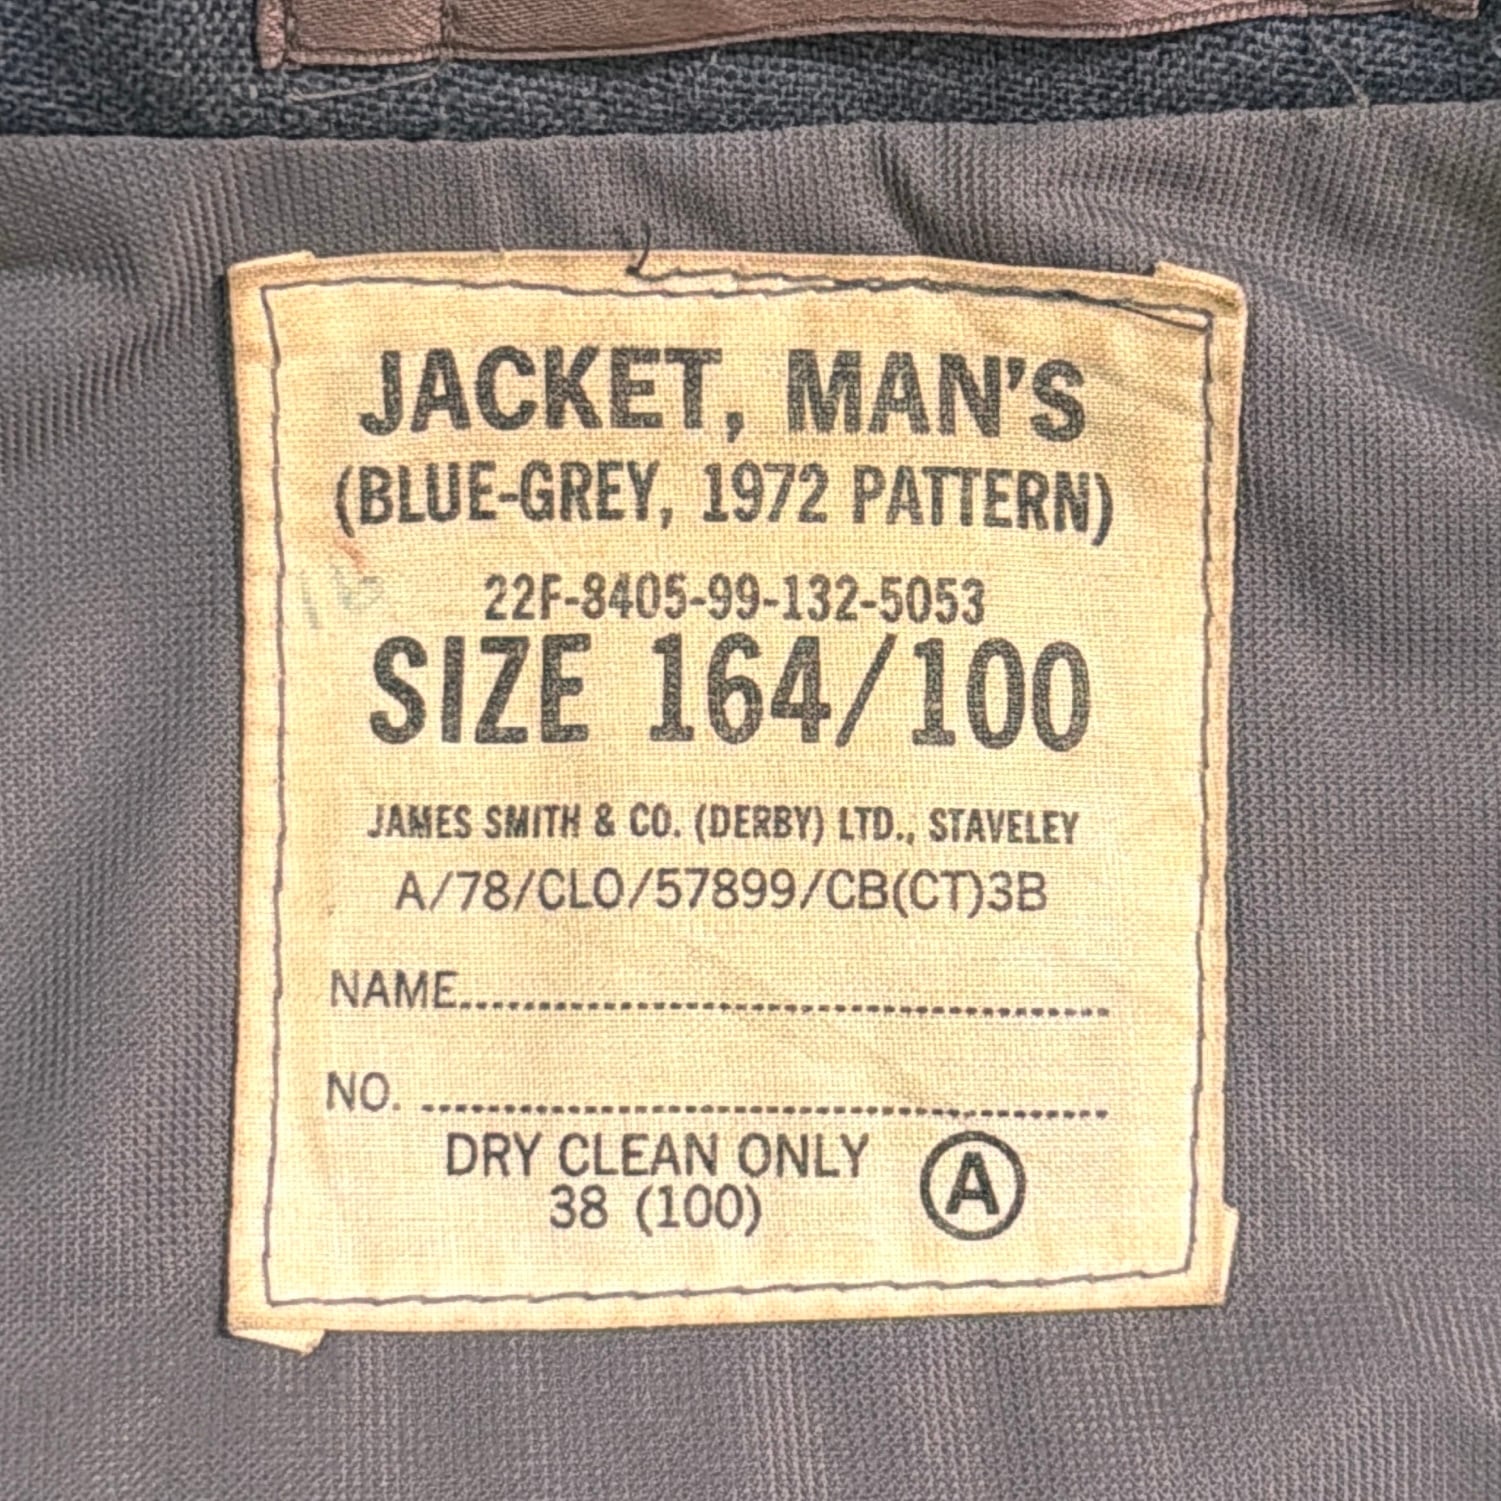 JACKET, MAN'S
(BLUE-GREY, 1972 PATTERN)
22F-8405-99-132-5053
SIZE 164/100
JAMES SMITH & CO. (DERBY) LTD., STAVELEY
A/78/CLO/57899/CB(CT)3B
NAME
NO.
DRY CLEAN ONLY
38 (100)
A